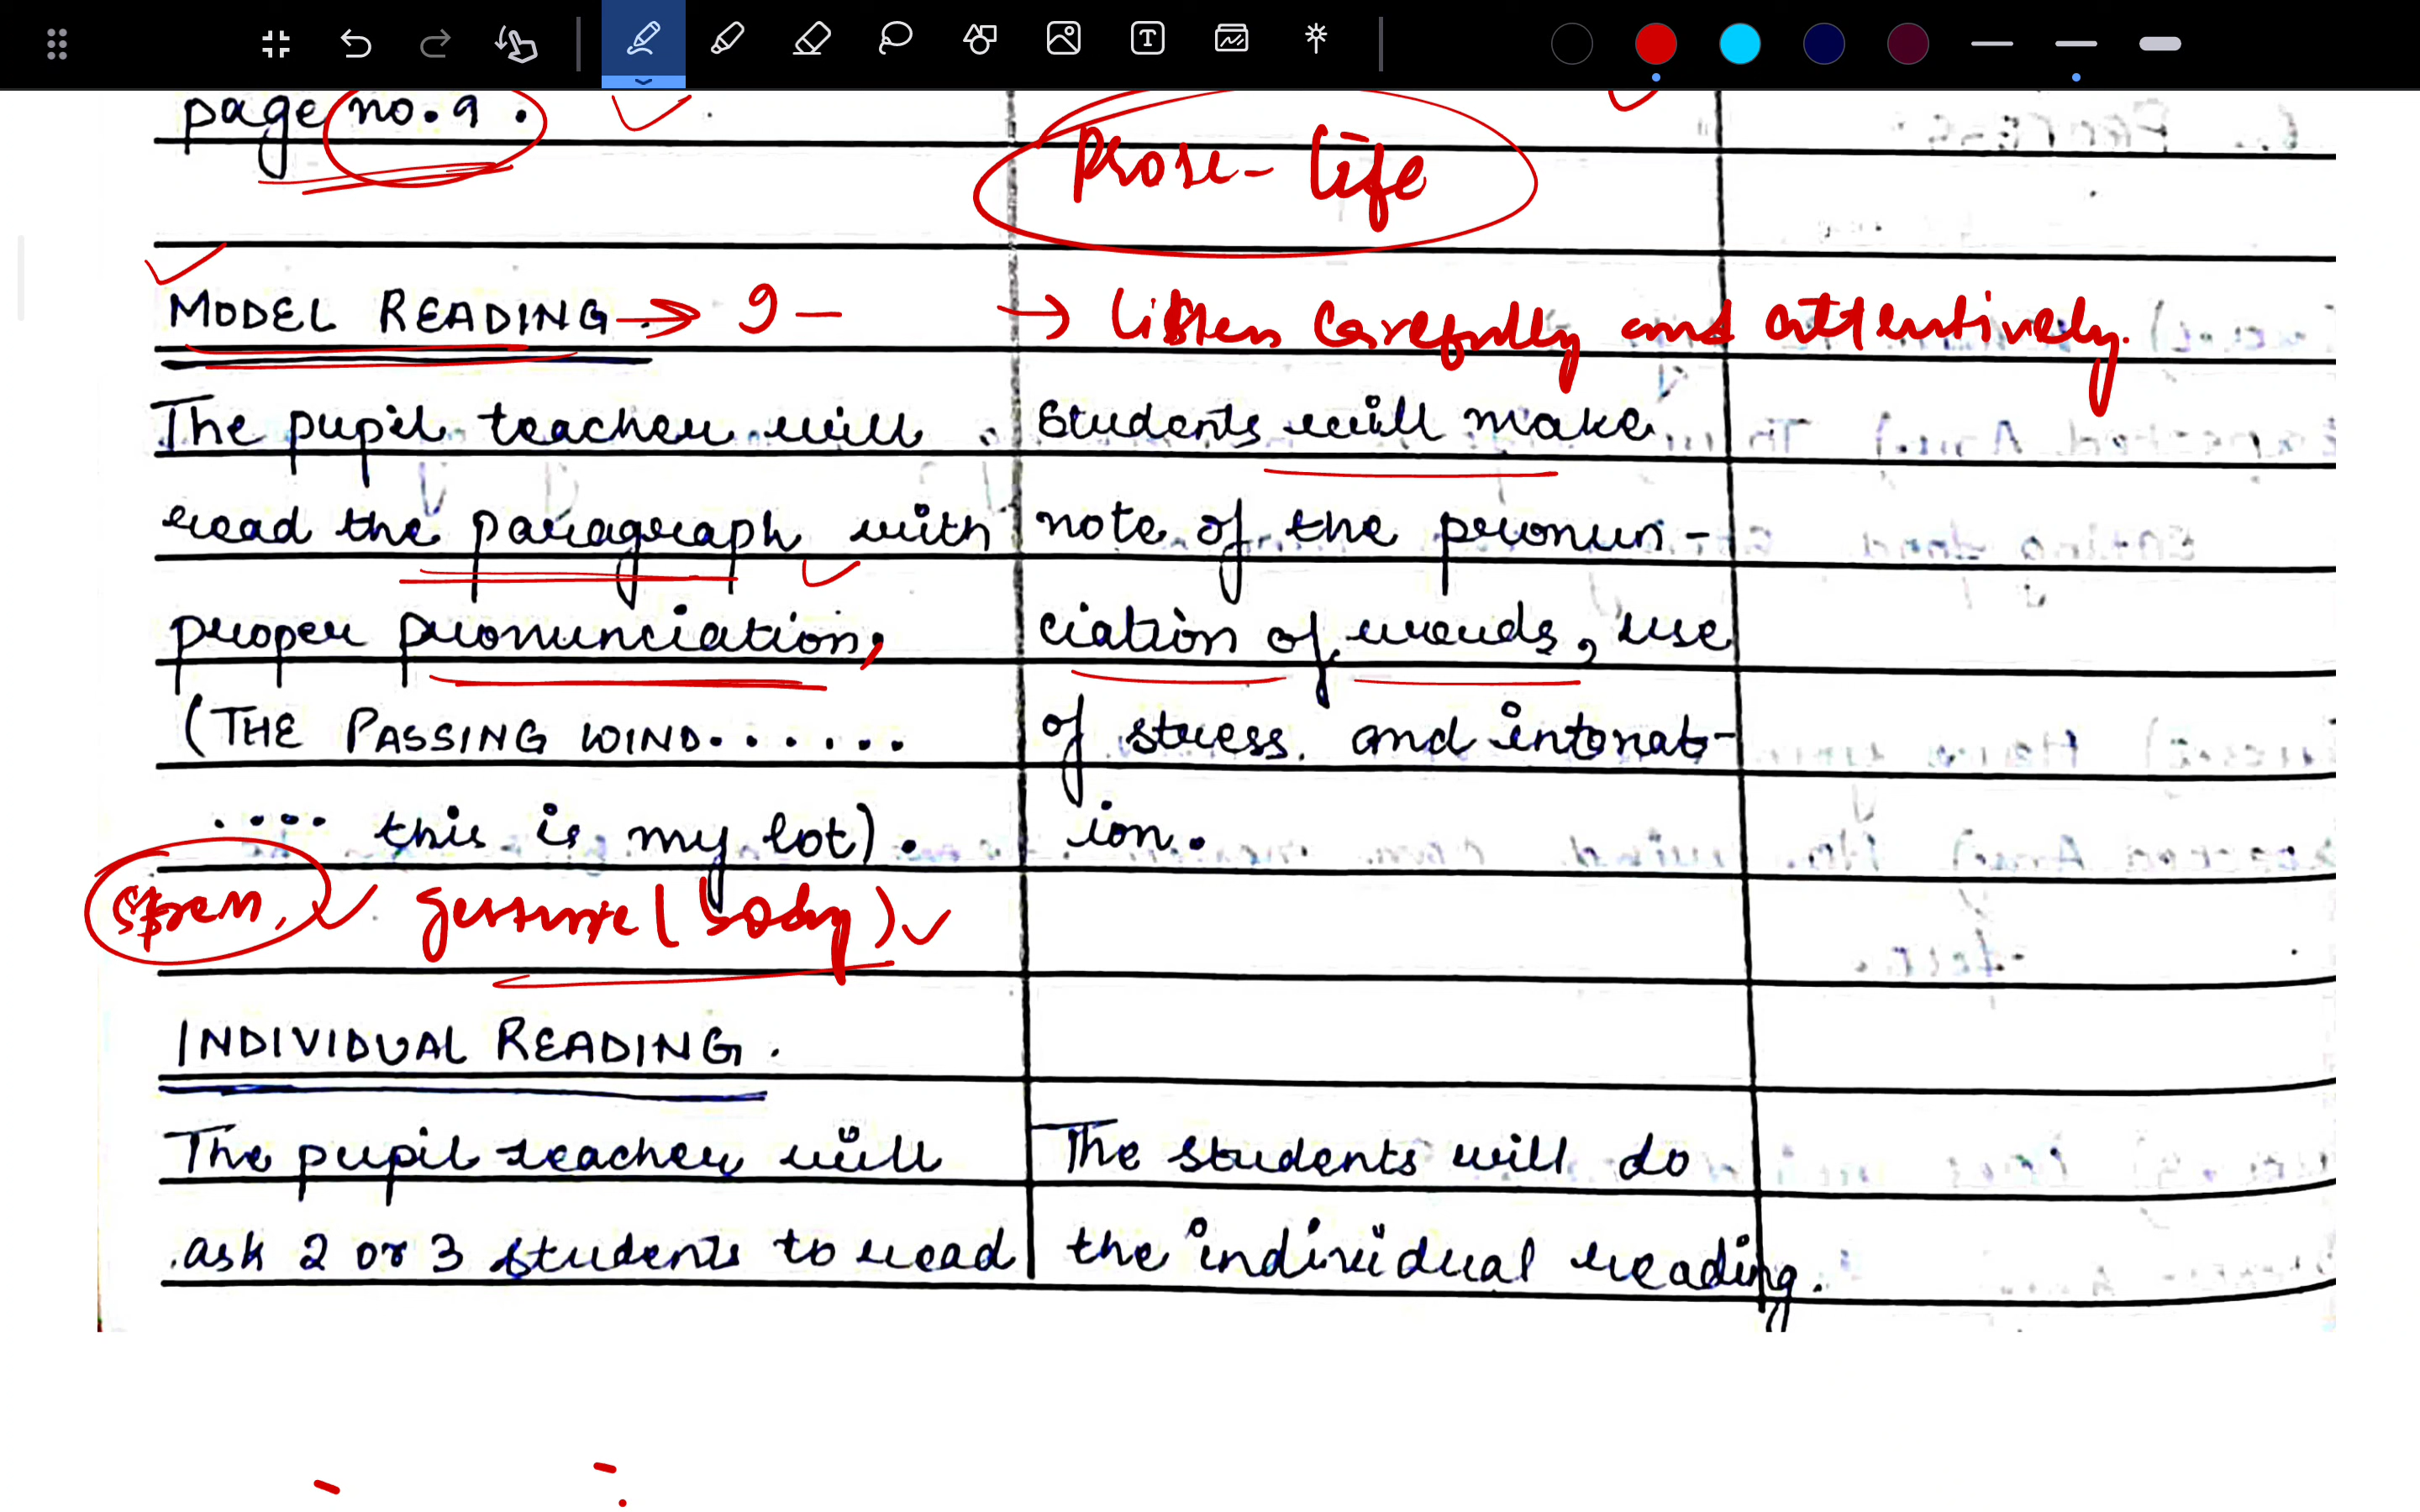 page no. 9 .
Prose - life
MODEL READING . → 9 —
→ Listen carefully and attentively.
The pupil teacher will
read the paragraph with
proper pronunciation,
(THE PASSING WIND.......
..... this is my lot).
Students will make
note of the pronun-
ciation of words, use
of stress. and intonat-
ion.
stress, gesture (body)
INDIVIDUAL READING .
The pupil teacher will
ask 2 or 3 students to read
The students will do
the individual reading.